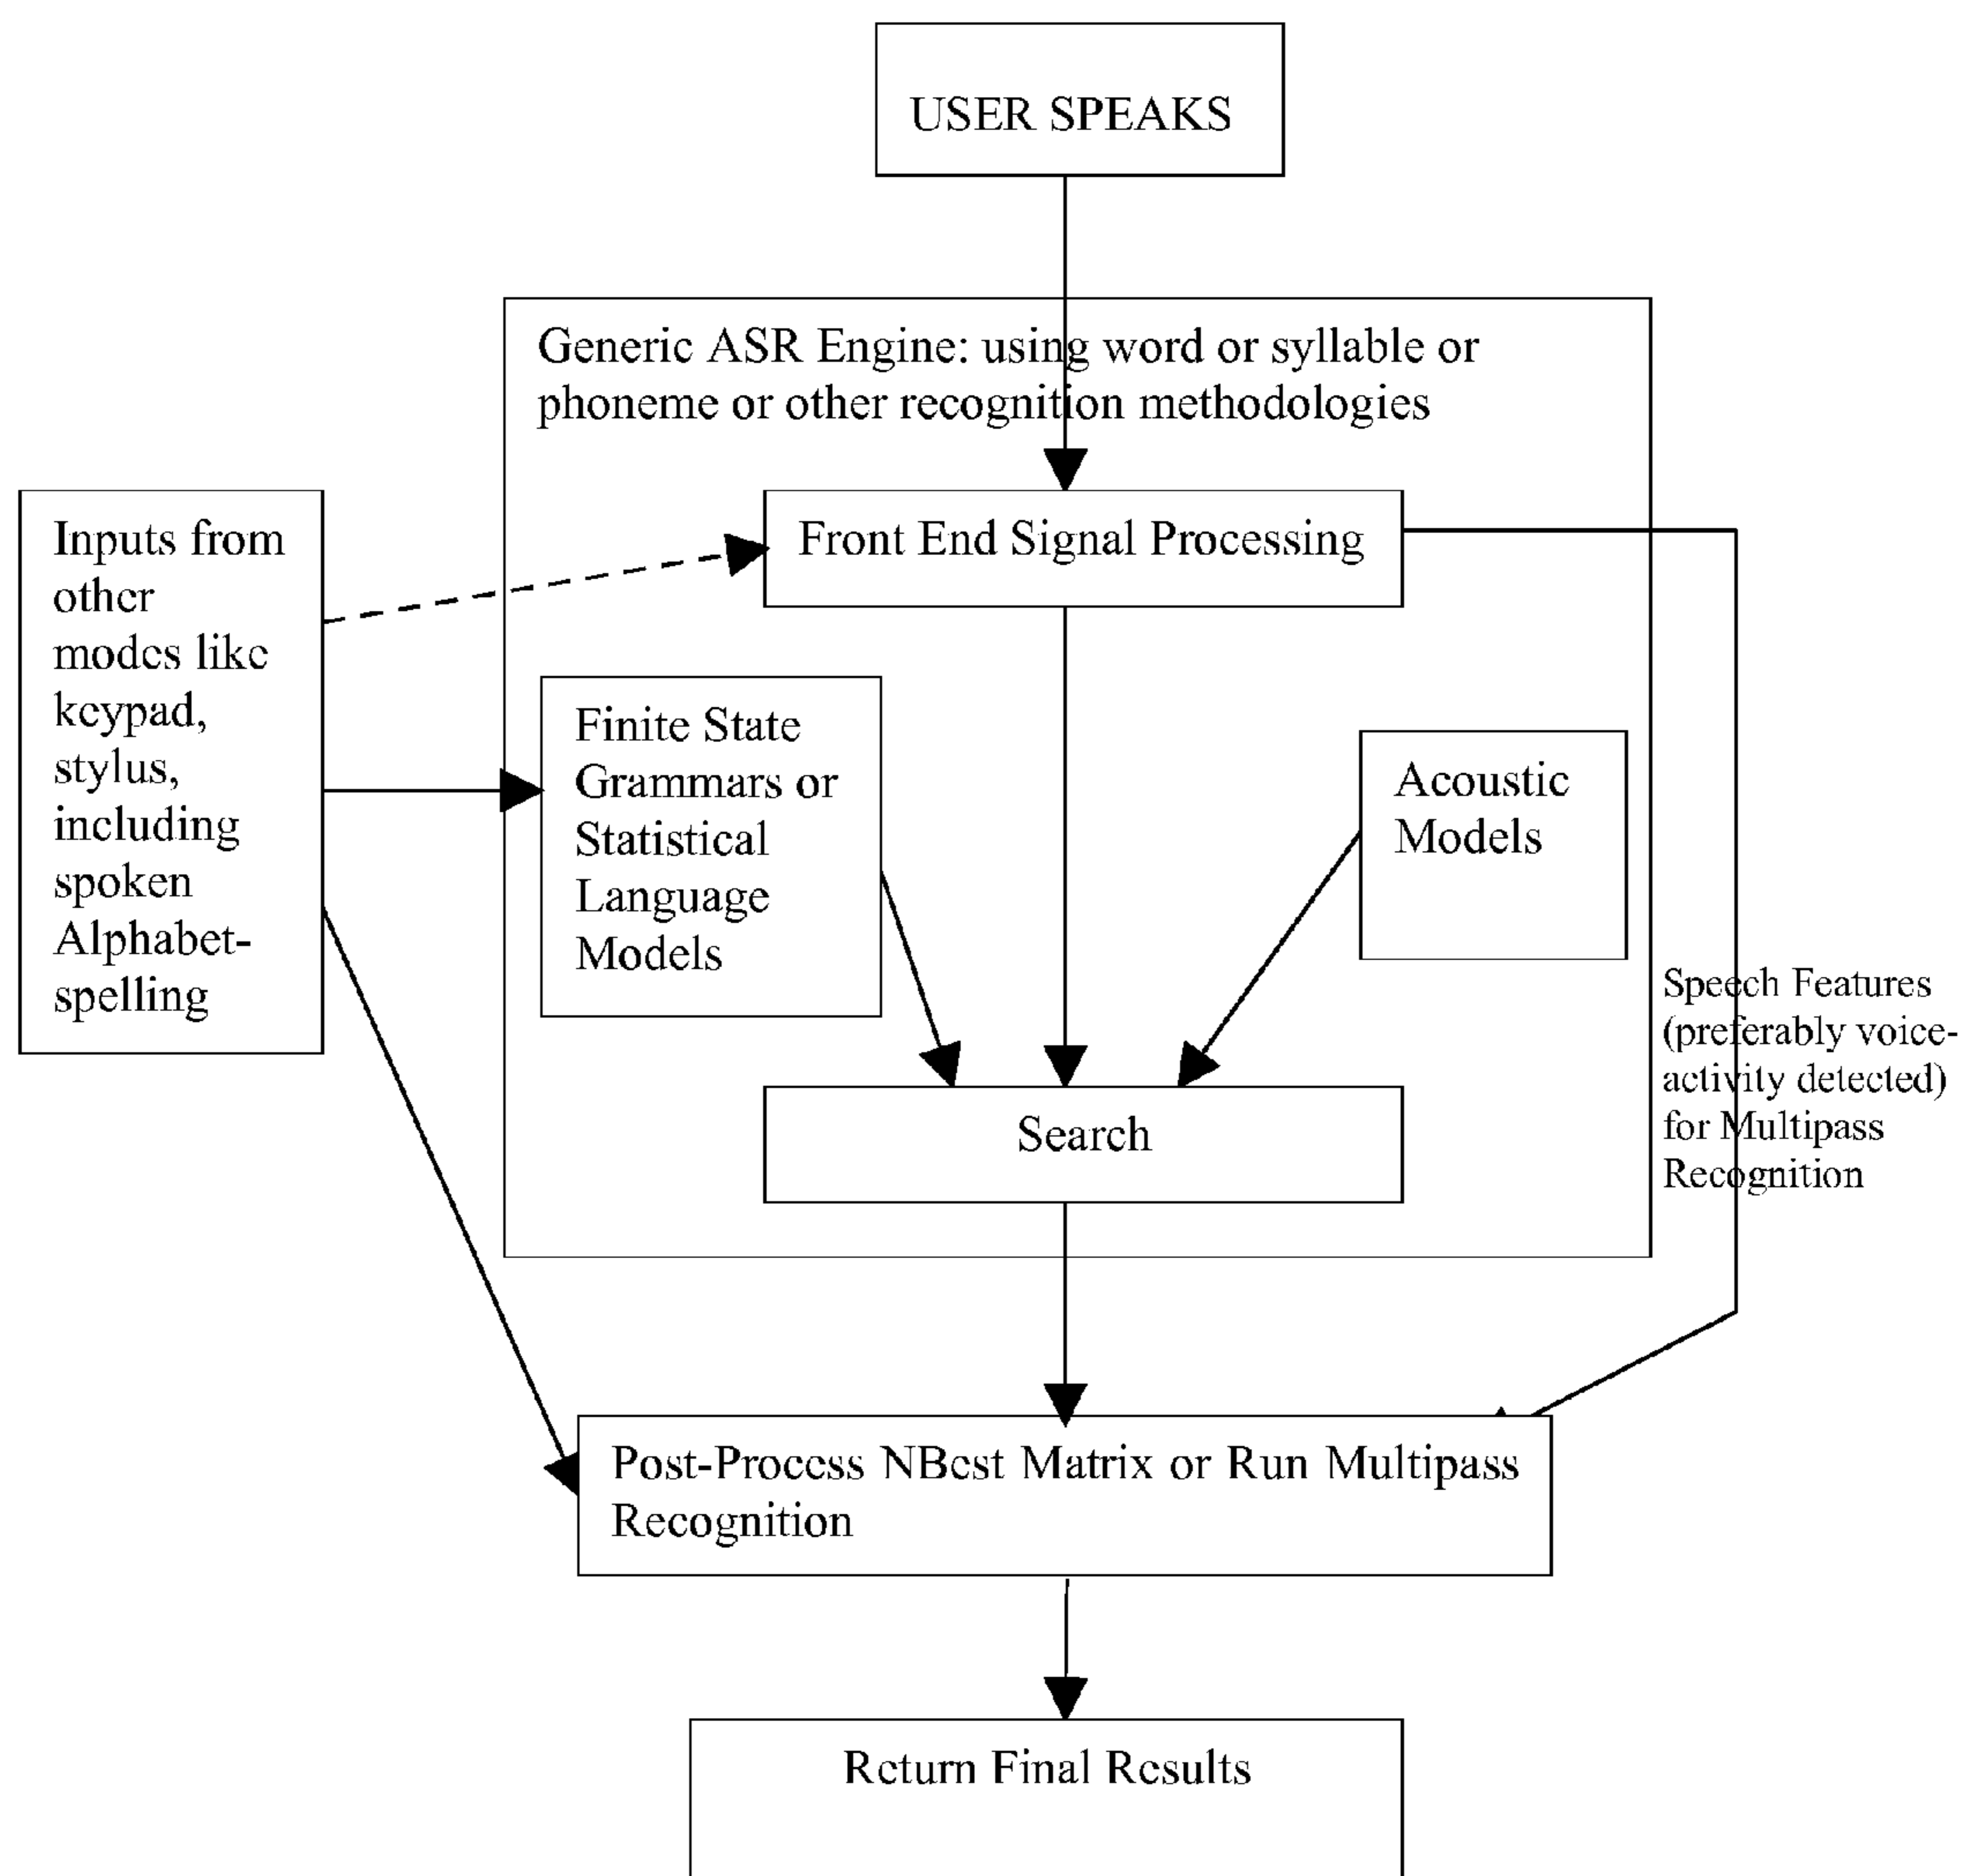 USER SPEAKS
Generic ASR Engine: using word or syllable or
phoneme or other recognition methodologies
Inputs from
other
modes like
keypad,
stylus,
including
spoken
Alphabet-
spelling
Front End Signal Processing
Finite State
Grammars or
Statistical
Language
Models
Acoustic
Models
Speech Features
(preferably voice-
activity detected)
for Multipass
Recognition
Search
Post-Process NBest Matrix or Run Multipass
Recognition
Return Final Results